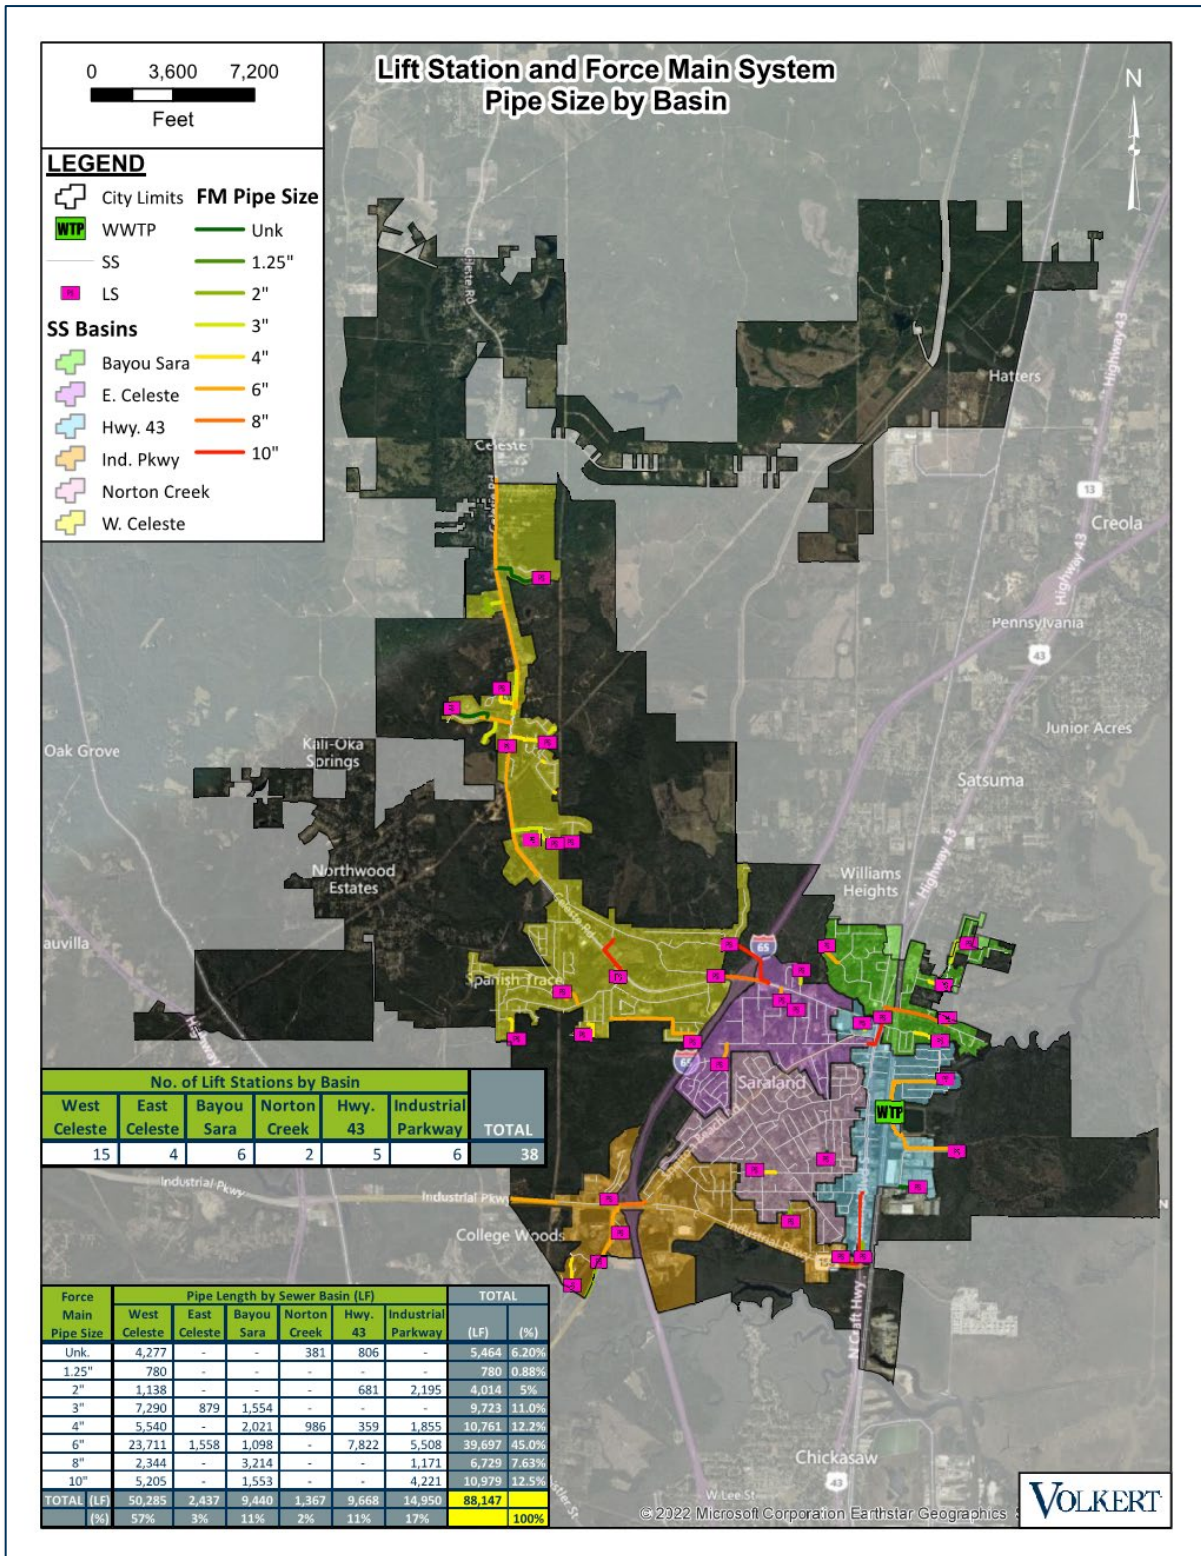 Lift Station and Force Main System
Pipe Size by Basin
0 3,600 7,200
Feet
N
LEGEND
City Limits
WTP WWTP
SS
LS
SS Basins
Bayou Sara
E. Celeste
Hwy. 43
Ind. Pkwy
Norton Creek
W. Celeste
FM Pipe Size
Unk
1.25"
2"
3"
4"
6"
8"
10"
Celeste Rd
Hatters
Highway 43
Celeste
13
Creola
Highway 43
Pennsylvania
43
Junior Acres
Oak Grove
Kali-Oka
Springs
Satsuma
Northwood
Estates
Williams
Heights
Highway 43
auvilla
Celeste Rd
65
Spanish Trace
65
Saraland
WTP
Industrial Pkwy
Industrial Pkwy
College Woods
Industrial Pkwy
N Craft Hwy
Chickasaw
43
W Lee St
No. of Lift Stations by Basin
West Celeste East Celeste Bayou Sara Norton Creek Hwy. 43 Industrial Parkway TOTAL
15 4 6 2 5 6 38
Force Main Pipe Size Pipe Length by Sewer Basin (LF) TOTAL
West Celeste East Celeste Bayou Sara Norton Creek Hwy. 43 Industrial Parkway (LF) (%)
Unk. 4,277 - - 381 806 - 5,464 6.20%
1.25" 780 - - - - - 780 0.88%
2" 1,138 - - - 681 2,195 4,014 5%
3" 7,290 879 1,554 - - - 9,723 11.0%
4" 5,540 - 2,021 986 359 1,855 10,761 12.2%
6" 23,711 1,558 1,098 - 7,822 5,508 39,697 45.0%
8" 2,344 - 3,214 - - 1,171 6,729 7.63%
10" 5,205 - 1,553 - - 4,221 10,979 12.5%
TOTAL (LF) 50,285 2,437 9,440 1,367 9,668 14,950 88,147
(%) 57% 3% 11% 2% 11% 17% 100%
© 2022 Microsoft Corporation Earthstar Geographics
VOLKERT